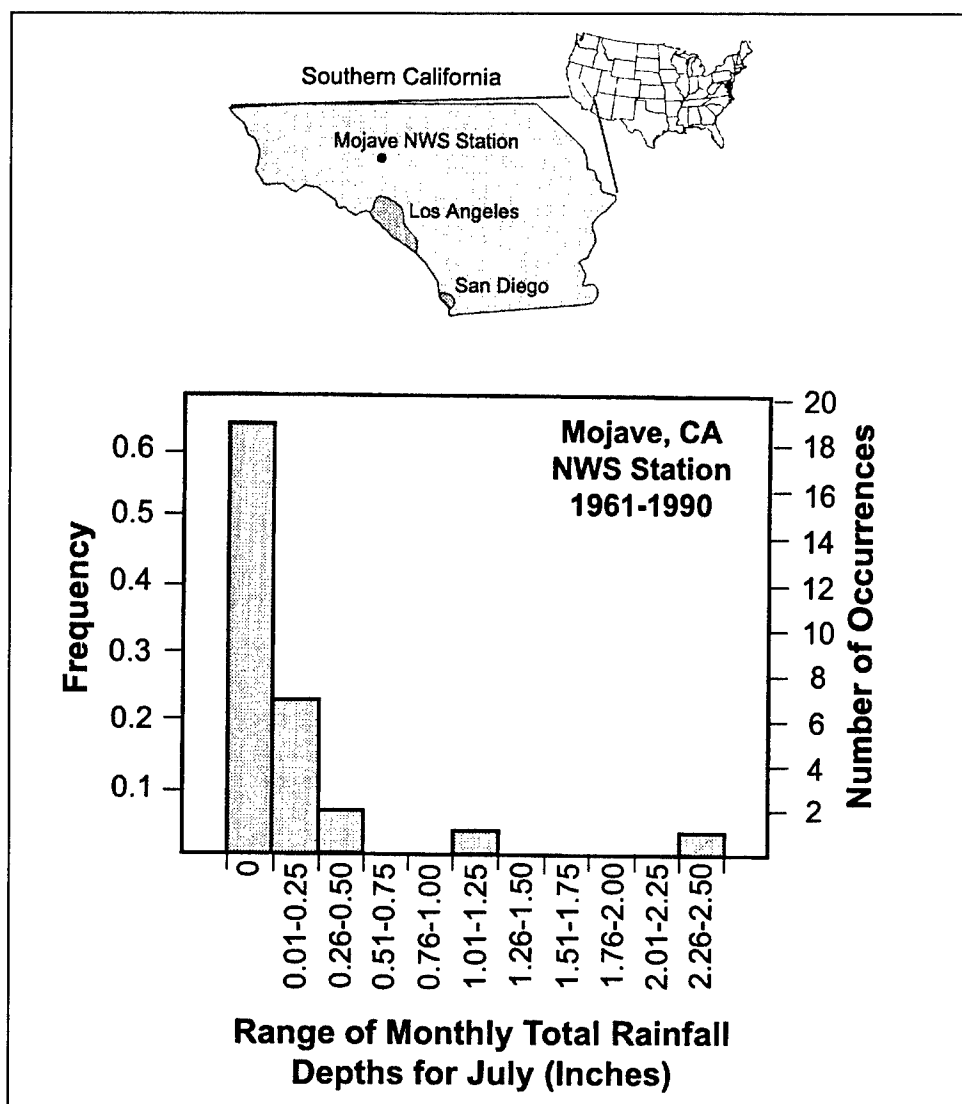 Southern California
Mojave NWS Station
Los Angeles
San Diego
Mojave, CA
NWS Station
1961-1990
Frequency
0.6
0.5
0.4
0.3
0.2
0.1
20
18
16
14
12
10
8
6
4
2
Number of Occurrences
0
0.01-0.25
0.26-0.50
0.51-0.75
0.76-1.00
1.01-1.25
1.26-1.50
1.51-1.75
1.76-2.00
2.01-2.25
2.26-2.50
Range of Monthly Total Rainfall
Depths for July (Inches)